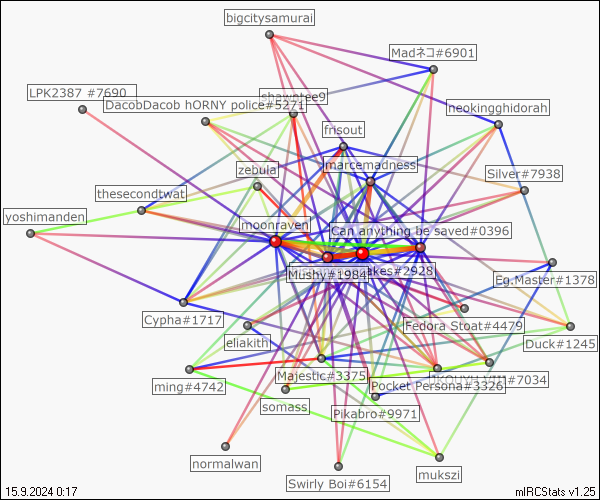 bigcitysamurai
Madネコ#6901
LPK2387 #7690
shawntee9
DacobDacob hORNY police#5271
neokingghidorah
frisout
marcemadness
zebula
Silver#7938
thesecondtwat
yoshimanden
moonraven
Can anything be saved#0396
Mushy#1984
akes#2928
Eg.Master#1378
Cypha#1717
Fedora Stoat#4479
eliakith
Duck#1245
Majestic#3375
ming#4742
Pocket Persona#3326
#7034
somass
Pikabro#9971
normalwan
mukszi
Swirly Boi#6154
15.9.2024 0:17
mIRCStats v1.25